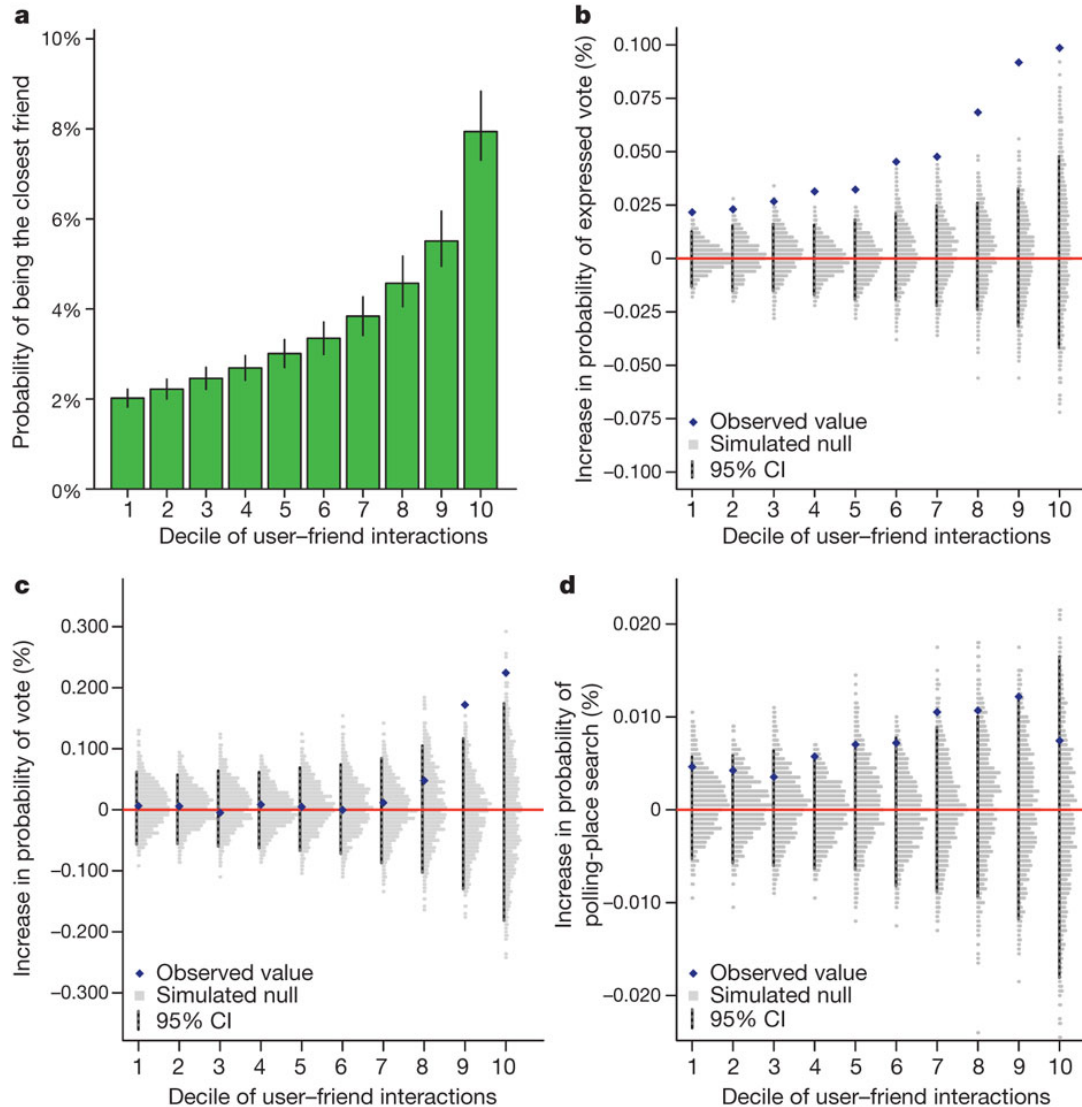 a
Probability of being the closest friend
10%
8%
6%
4%
2%
0%
1 2 3 4 5 6 7 8 9 10
Decile of user–friend interactions
b
Increase in probability of expressed vote (%)
0.100
0.075
0.050
0.025
0
–0.025
–0.050
–0.075
–0.100
Observed value
Simulated null
95% CI
1 2 3 4 5 6 7 8 9 10
Decile of user–friend interactions
c
Increase in probability of vote (%)
0.300
0.200
0.100
0
–0.100
–0.200
–0.300
Observed value
Simulated null
95% CI
1 2 3 4 5 6 7 8 9 10
Decile of user–friend interactions
d
Increase in probability of
polling-place search (%)
0.020
0.010
0
–0.010
–0.020
Observed value
Simulated null
95% CI
1 2 3 4 5 6 7 8 9 10
Decile of user–friend interactions